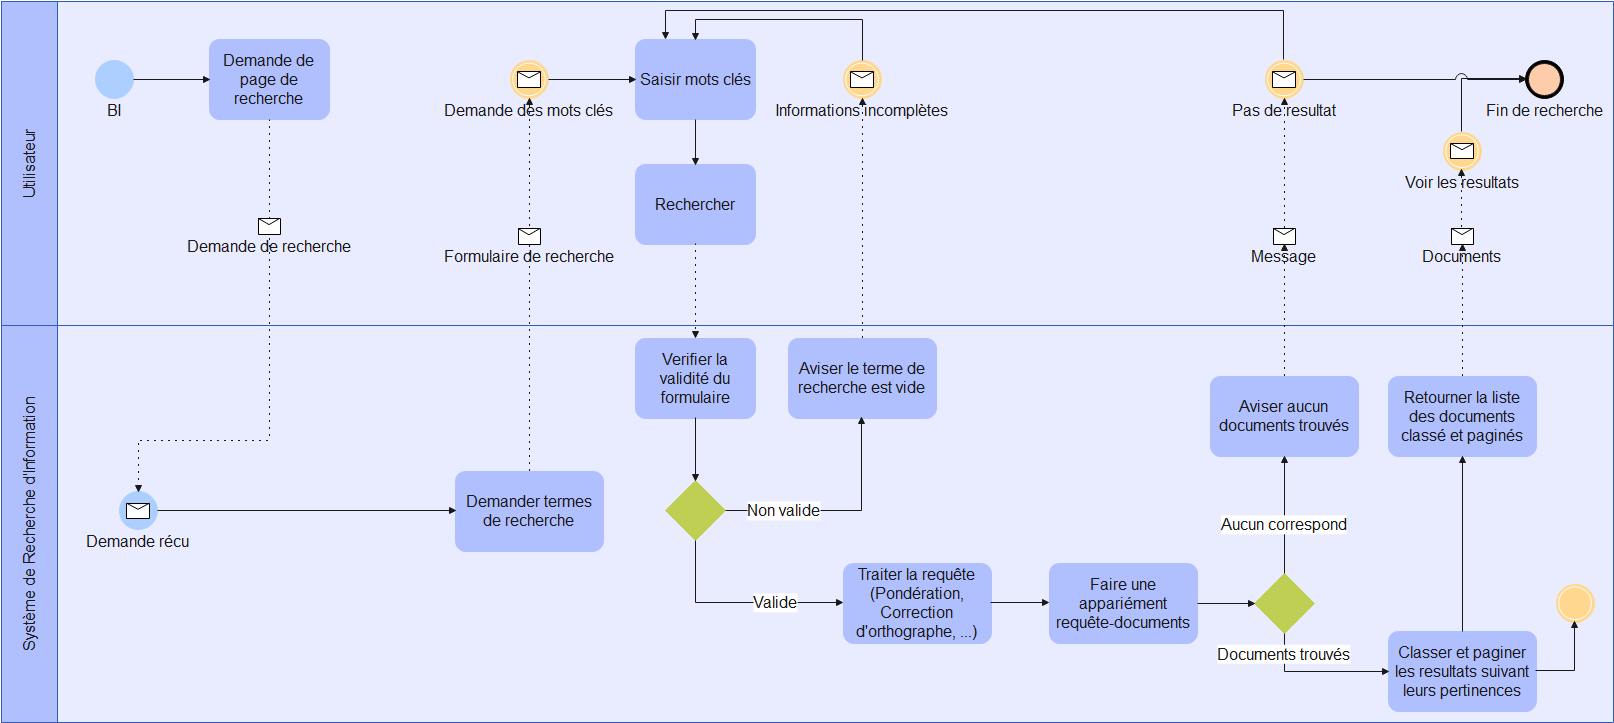 Utilisateur
BI
Demande de
page de
recherche
Demande de recherche
Demande des mots clés
Formulaire de recherche
Saisir mots clés
Rechercher
Informations incomplètes
Pas de resultat
Message
Fin de recherche
Voir les resultats
Documents
Système de Recherche d'Information
Demande récu
Demander termes
de recherche
Verifier la
validité du
formulaire
Aviser le terme de
recherche est vide
Non valide
Valide
Traiter la requête
(Pondération,
Correction
d'orthographe, ...)
Faire une
appariément
requête-documents
Aviser aucun
documents trouvés
Aucun correspond
Documents trouvés
Retourner la liste
des documents
classé et paginés
Classer et paginer
les resultats suivant
leurs pertinences